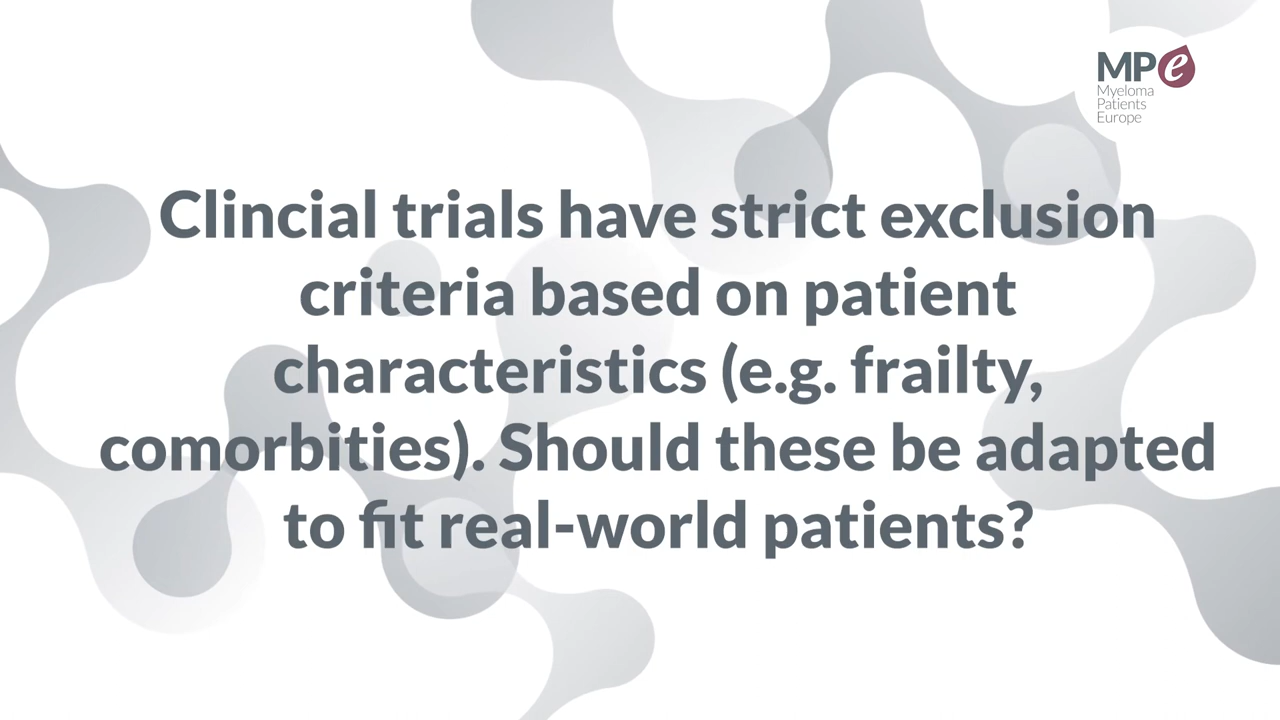 MPe
Myeloma
Patients
Europe
Clincial trials have strict exclusion
criteria based on patient
characteristics (e.g. frailty,
comorbities). Should these be adapted
to fit real-world patients?